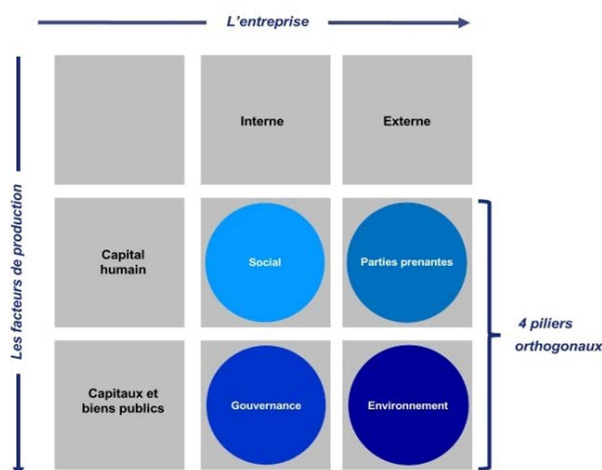 L'entreprise
Les facteurs de production
Interne
Externe
Capital
humain
Social
Parties prenantes
4 piliers
orthogonaux
Capitaux et
biens publics
Gouvernance
Environnement